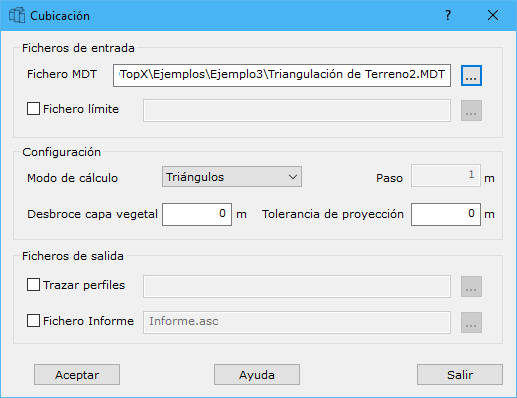 Cubicación ?
Ficheros de entrada
Fichero MDT TopX\Ejemplos\Ejemplo3\Triangulación de Terreno2.MDT ...
Fichero límite ...
Configuración
Modo de cálculo Triángulos Paso 1 m
Desbroce capa vegetal 0 m Tolerancia de proyección 0 m
Ficheros de salida
Trazar perfiles ...
Fichero Informe Informe.asc ...
Aceptar Ayuda Salir